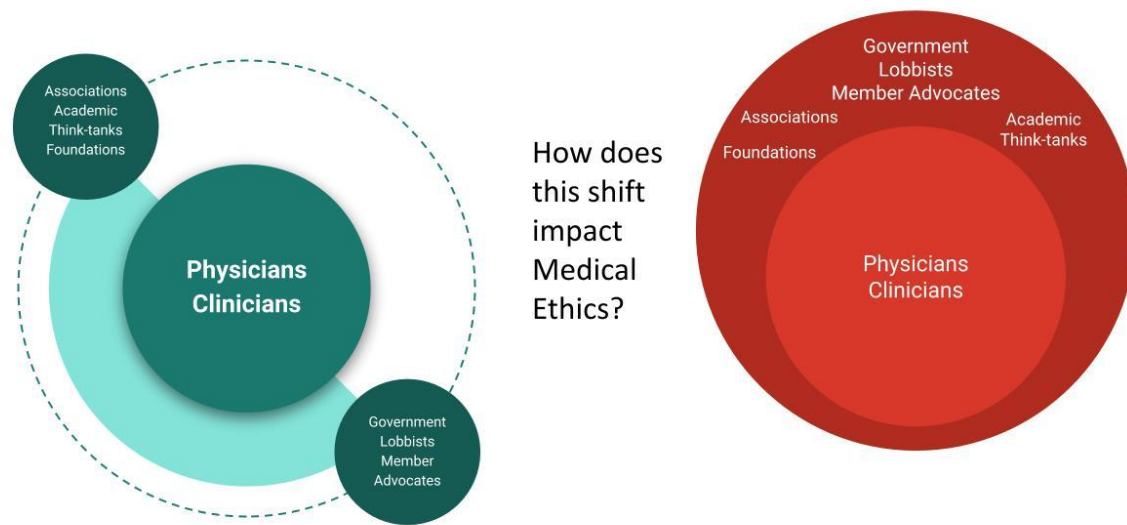 Associations
Academic
Think-tanks
Foundations
Physicians
Clinicians
Government
Lobbists
Member
Advocates
How does
this shift
impact
Medical
Ethics?
Government
Lobbists
Member Advocates
Associations
Academic
Think-tanks
Foundations
Physicians
Clinicians